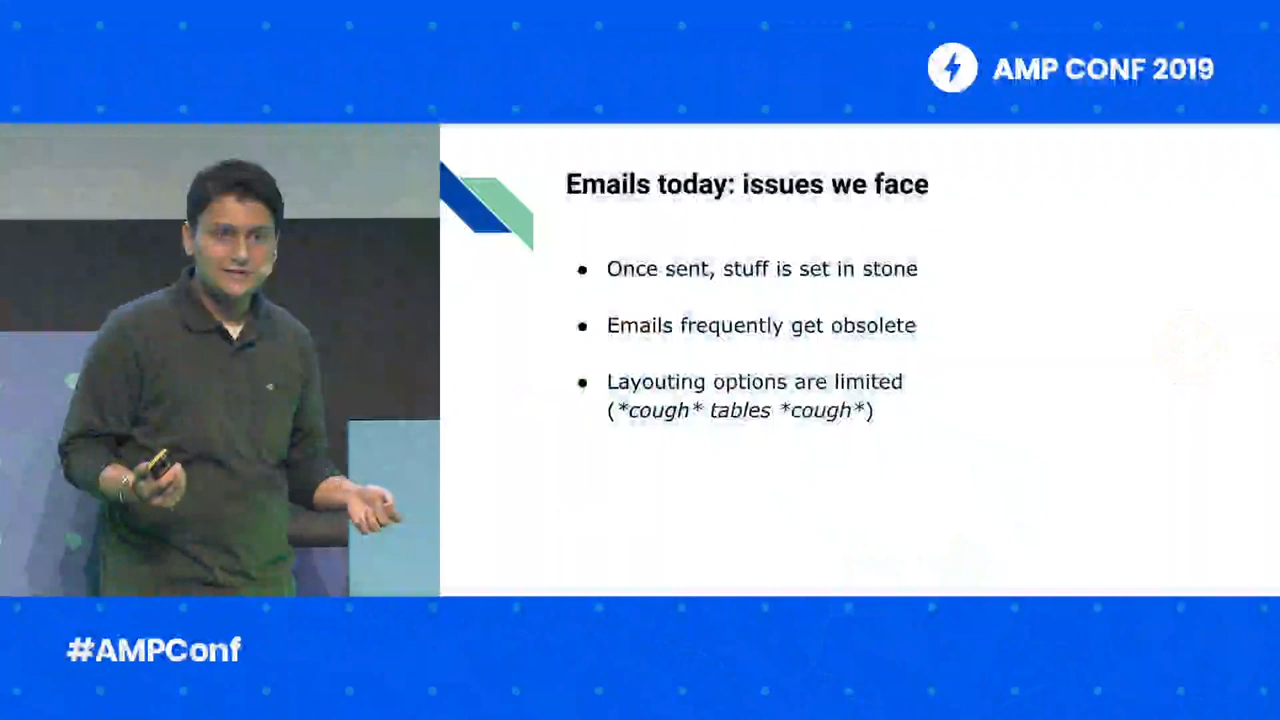 AMP CONF 2019
Emails today: issues we face
● Once sent, stuff is set in stone
● Emails frequently get obsolete
● Layouting options are limited
(*cough* tables *cough*)
#AMPConf